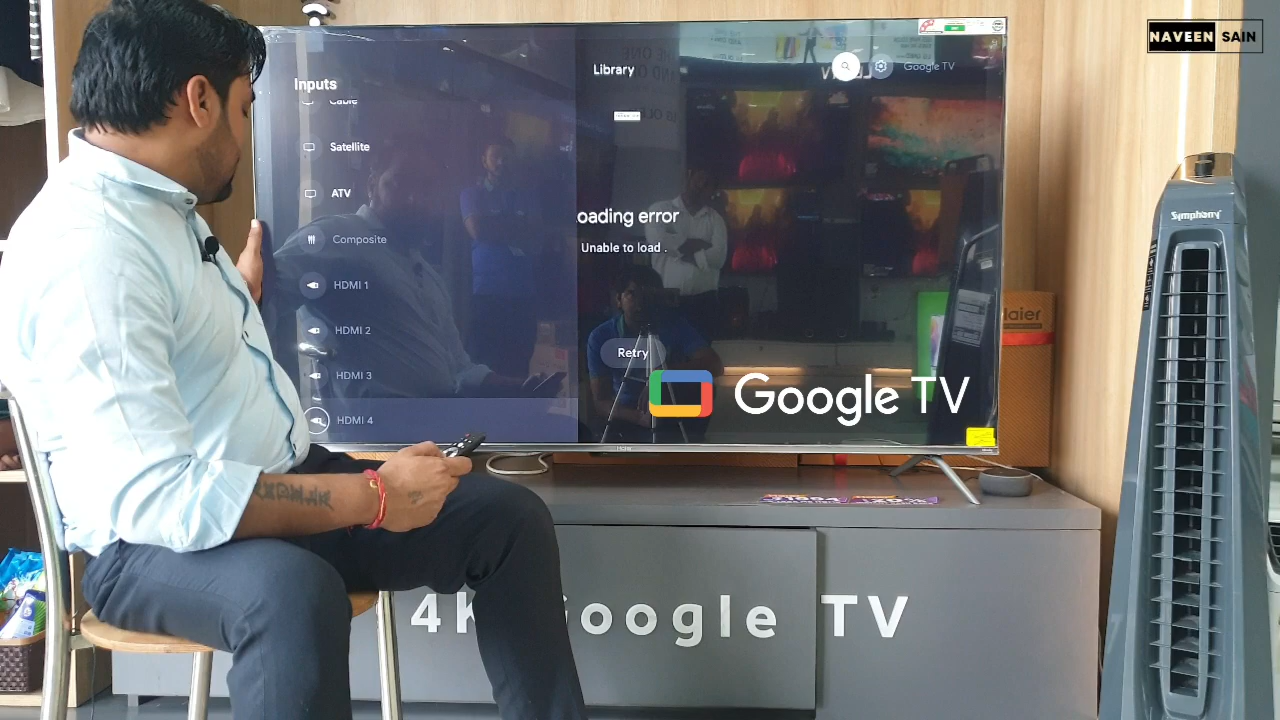 NAVEEN SAIN
Inputs
Cable
Satellite
ATV
Composite
HDMI 1
HDMI 2
HDMI 3
HDMI 4
Library
Google TV
oading error
Unable to load .
Retry
Google TV
Haier
Symphony
4K Google TV